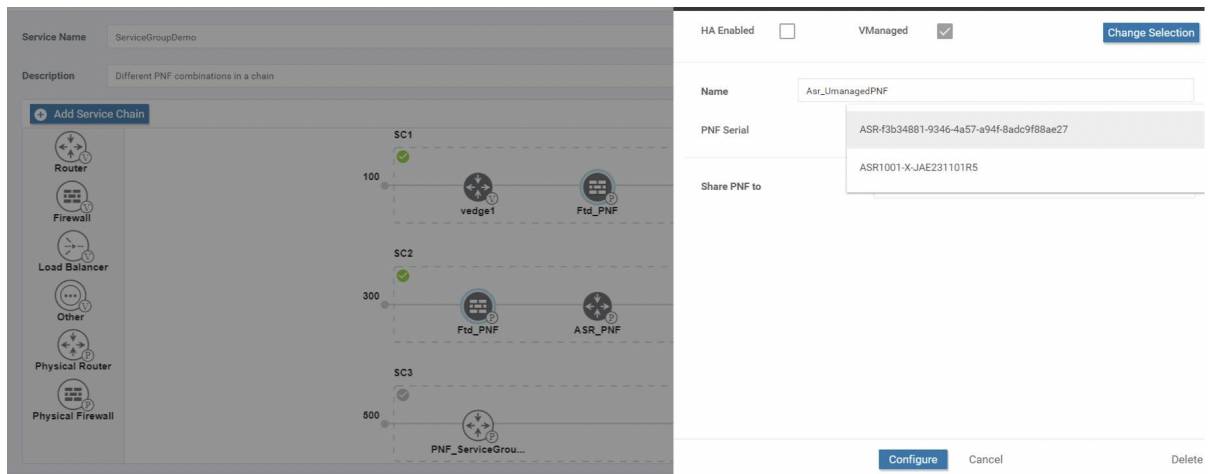 Service Name ServiceGroupDemo
Description Different PNF combinations in a chain
Add Service Chain
Router V
Firewall V
Load Balancer V
Other V
Physical Router P
Physical Firewall P
SC1
100
vedge1 V
Ftd_PNF P
SC2
300
Ftd_PNF P
ASR_PNF P
SC3
500
PNF_ServiceGrou... P
HA Enabled VManaged Change Selection
Name Asr_UmanagedPNF
PNF Serial ASR-f3b34881-9346-4a57-a94f-8adc9f88ae27
ASR1001-X-JAE231101R5
Share PNF to
Configure Cancel Delete